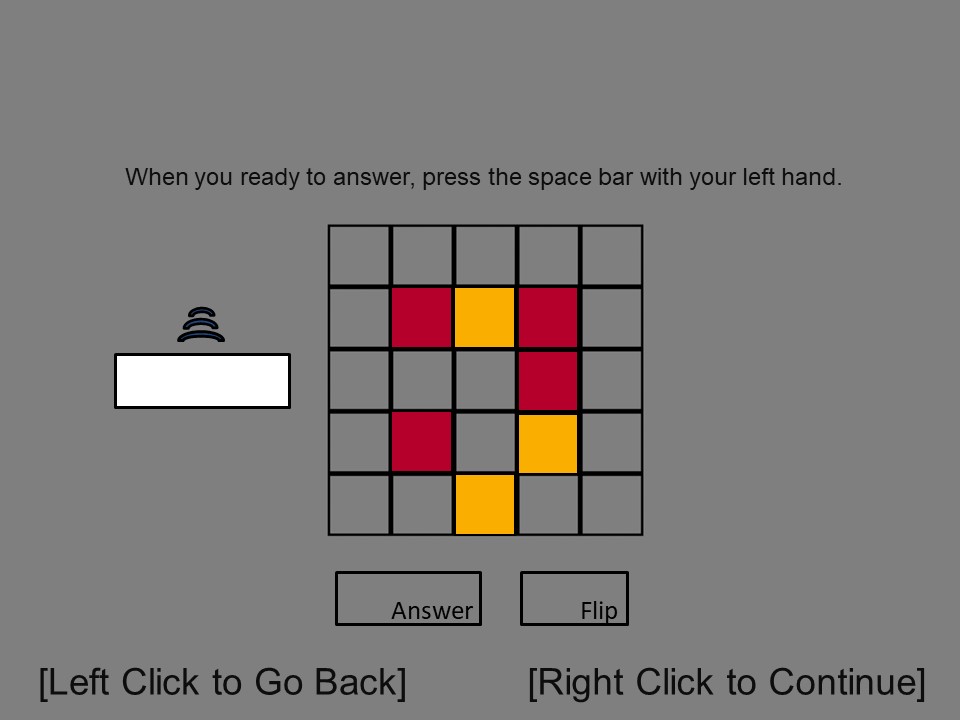 When you ready to answer, press the space bar with your left hand.
Answer
Flip
[Left Click to Go Back]
[Right Click to Continue]